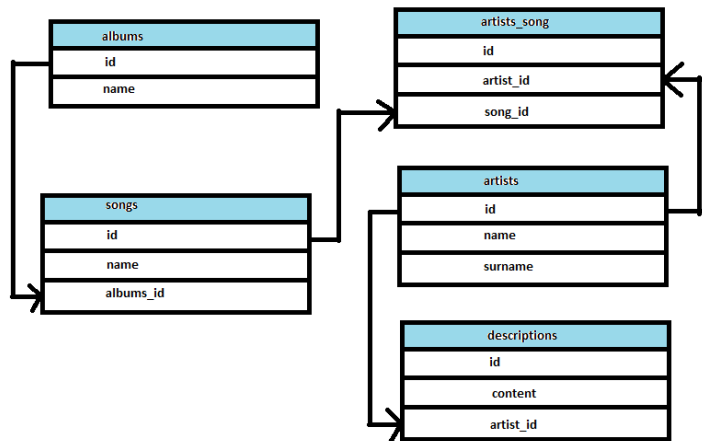 albums
id
name
songs
id
name
albums_id
artists_song
id
artist_id
song_id
artists
id
name
surname
descriptions
id
content
artist_id